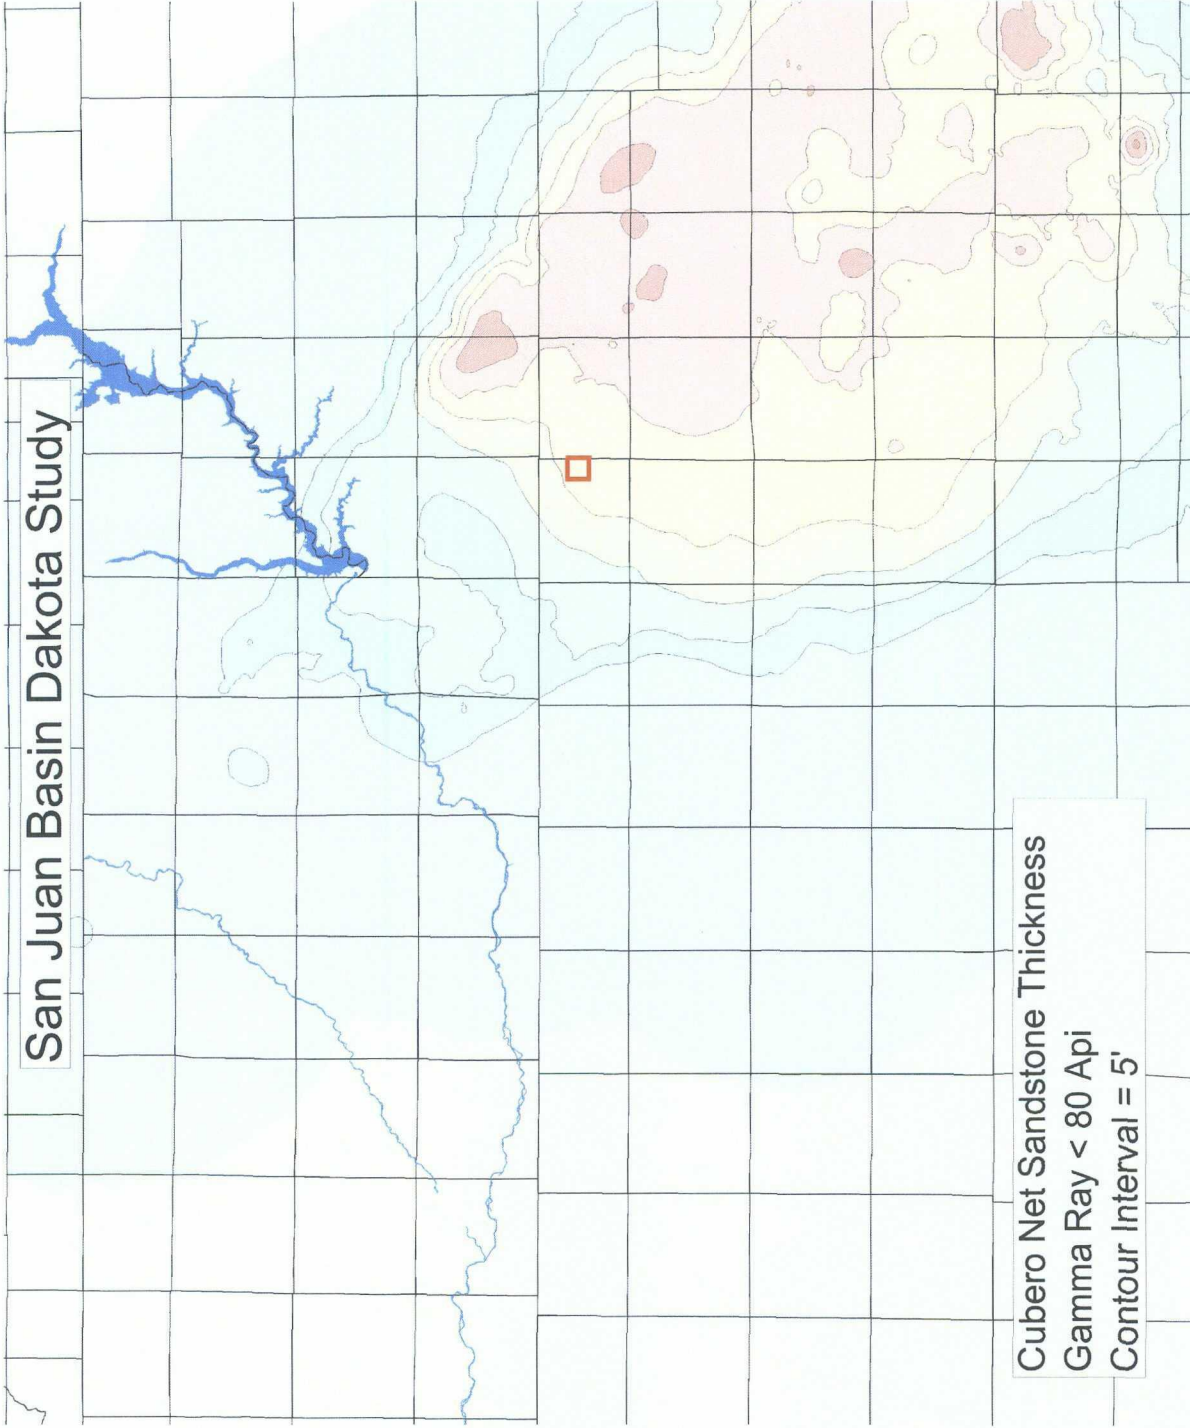 San Juan Basin Dakota Study
Cubero Net Sandstone Thickness
Gamma Ray < 80 Api
Contour Interval = 5'